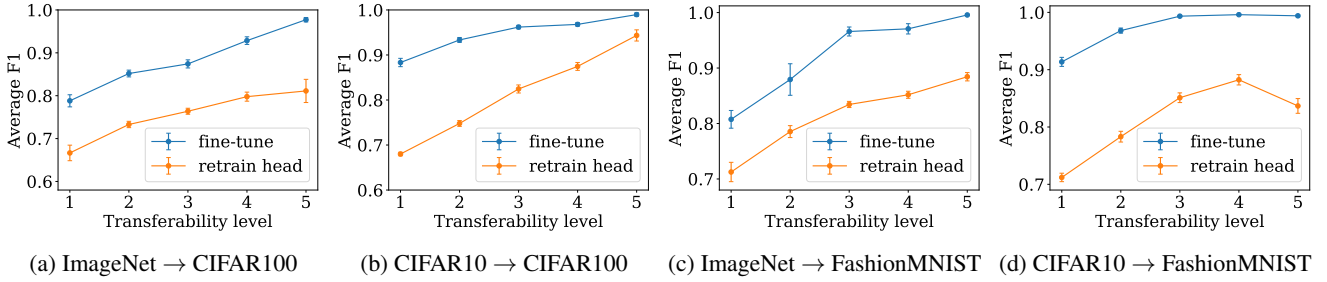 1.0
0.9
0.8
0.7
0.6
Average F1
fine-tune
retrain head
1 2 3 4 5
Transferability level
(a) ImageNet → CIFAR100
1.0
0.9
0.8
0.7
0.6
Average F1
fine-tune
retrain head
1 2 3 4 5
Transferability level
(b) CIFAR10 → CIFAR100
1.0
0.9
0.8
0.7
Average F1
fine-tune
retrain head
1 2 3 4 5
Transferability level
(c) ImageNet → FashionMNIST
1.0
0.9
0.8
0.7
Average F1
fine-tune
retrain head
1 2 3 4 5
Transferability level
(d) CIFAR10 → FashionMNIST